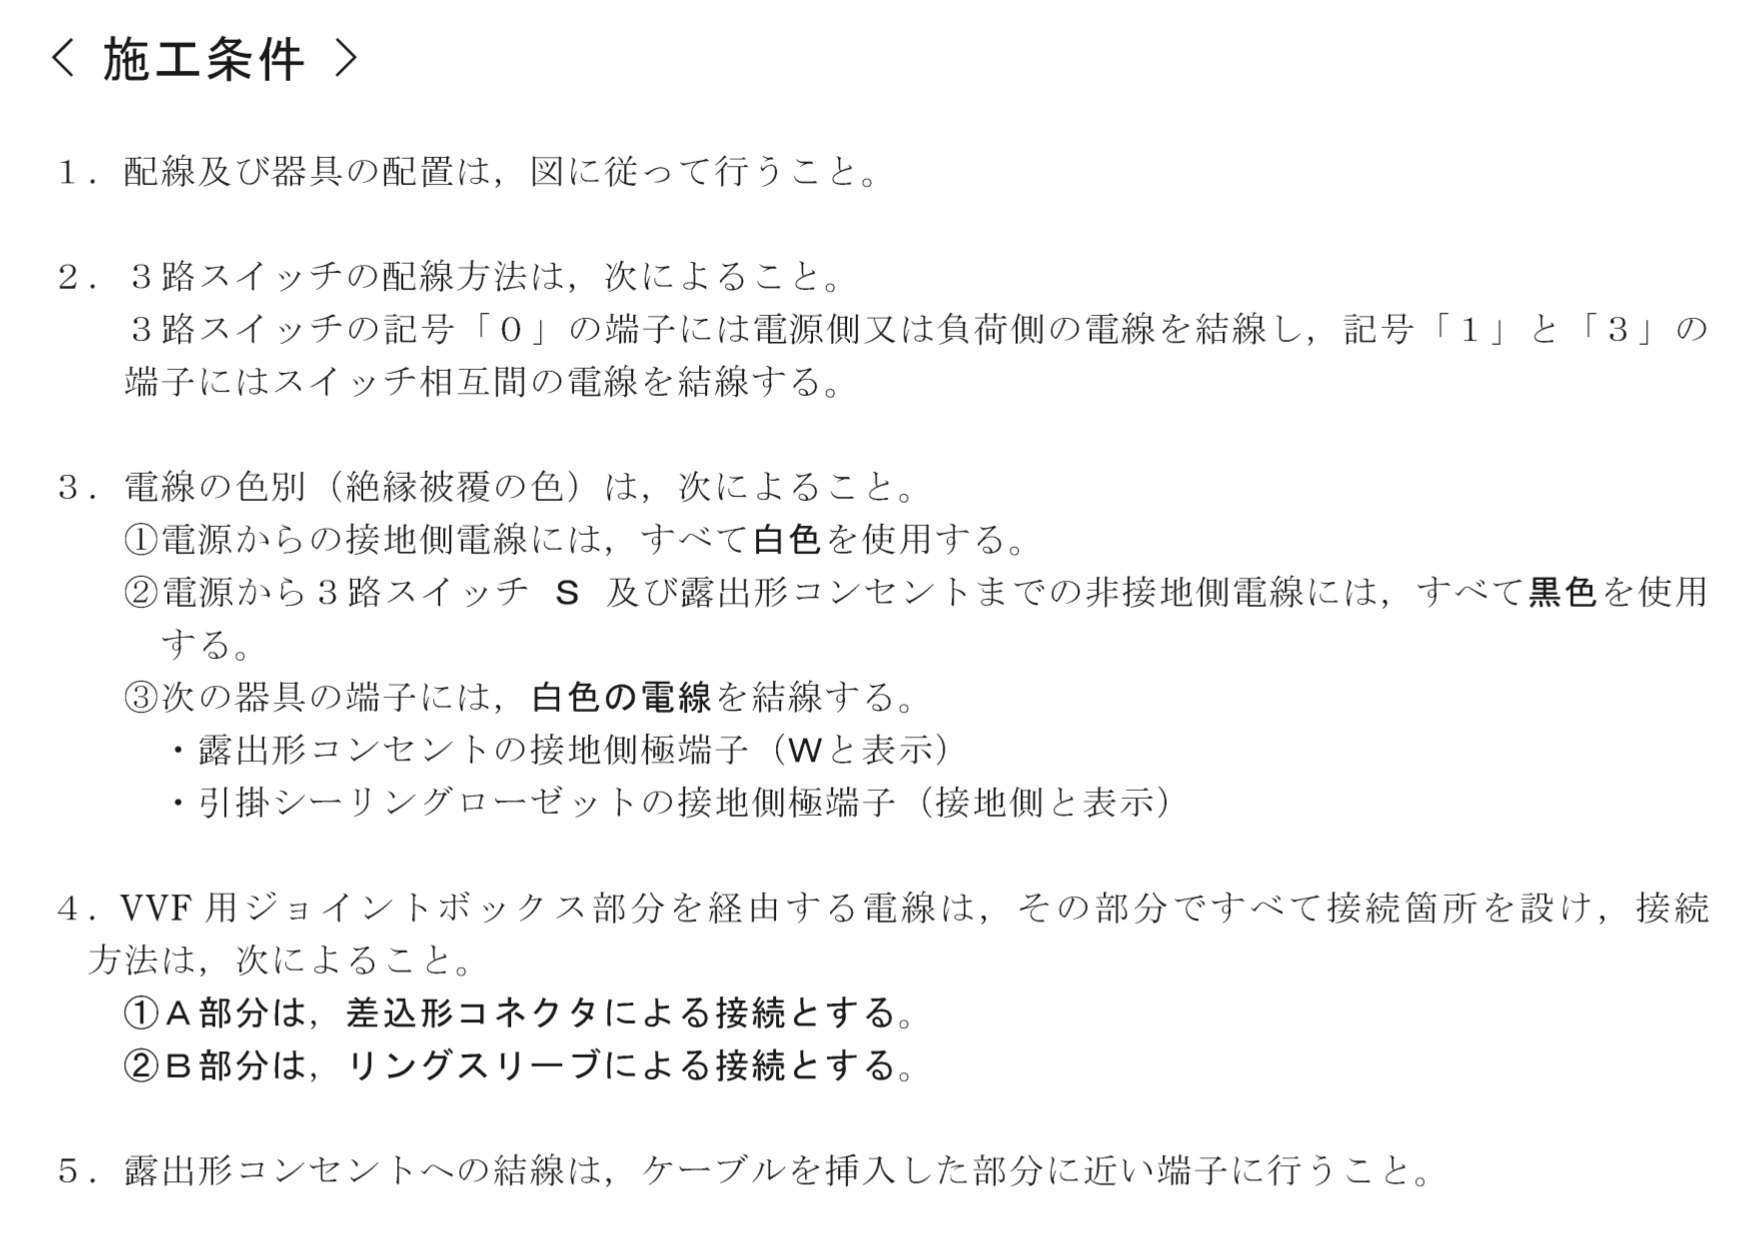 〈 施工条件 〉
１．配線及び器具の配置は，図に従って行うこと。
２．３路スイッチの配線方法は，次によること。
３路スイッチの記号「０」の端子には電源側又は負荷側の電線を結線し，記号「１」と「３」の
端子にはスイッチ相互間の電線を結線する。
３．電線の色別（絶縁被覆の色）は，次によること。
①電源からの接地側電線には，すべて白色を使用する。
②電源から３路スイッチ S 及び露出形コンセントまでの非接地側電線には，すべて黒色を使用
する。
③次の器具の端子には，白色の電線を結線する。
・露出形コンセントの接地側極端子（Wと表示）
・引掛シーリングローゼットの接地側極端子（接地側と表示）
４．VVF 用ジョイントボックス部分を経由する電線は，その部分ですべて接続箇所を設け，接続
方法は，次によること。
①A部分は，差込形コネクタによる接続とする。
②B部分は，リングスリーブによる接続とする。
５．露出形コンセントへの結線は，ケーブルを挿入した部分に近い端子に行うこと。